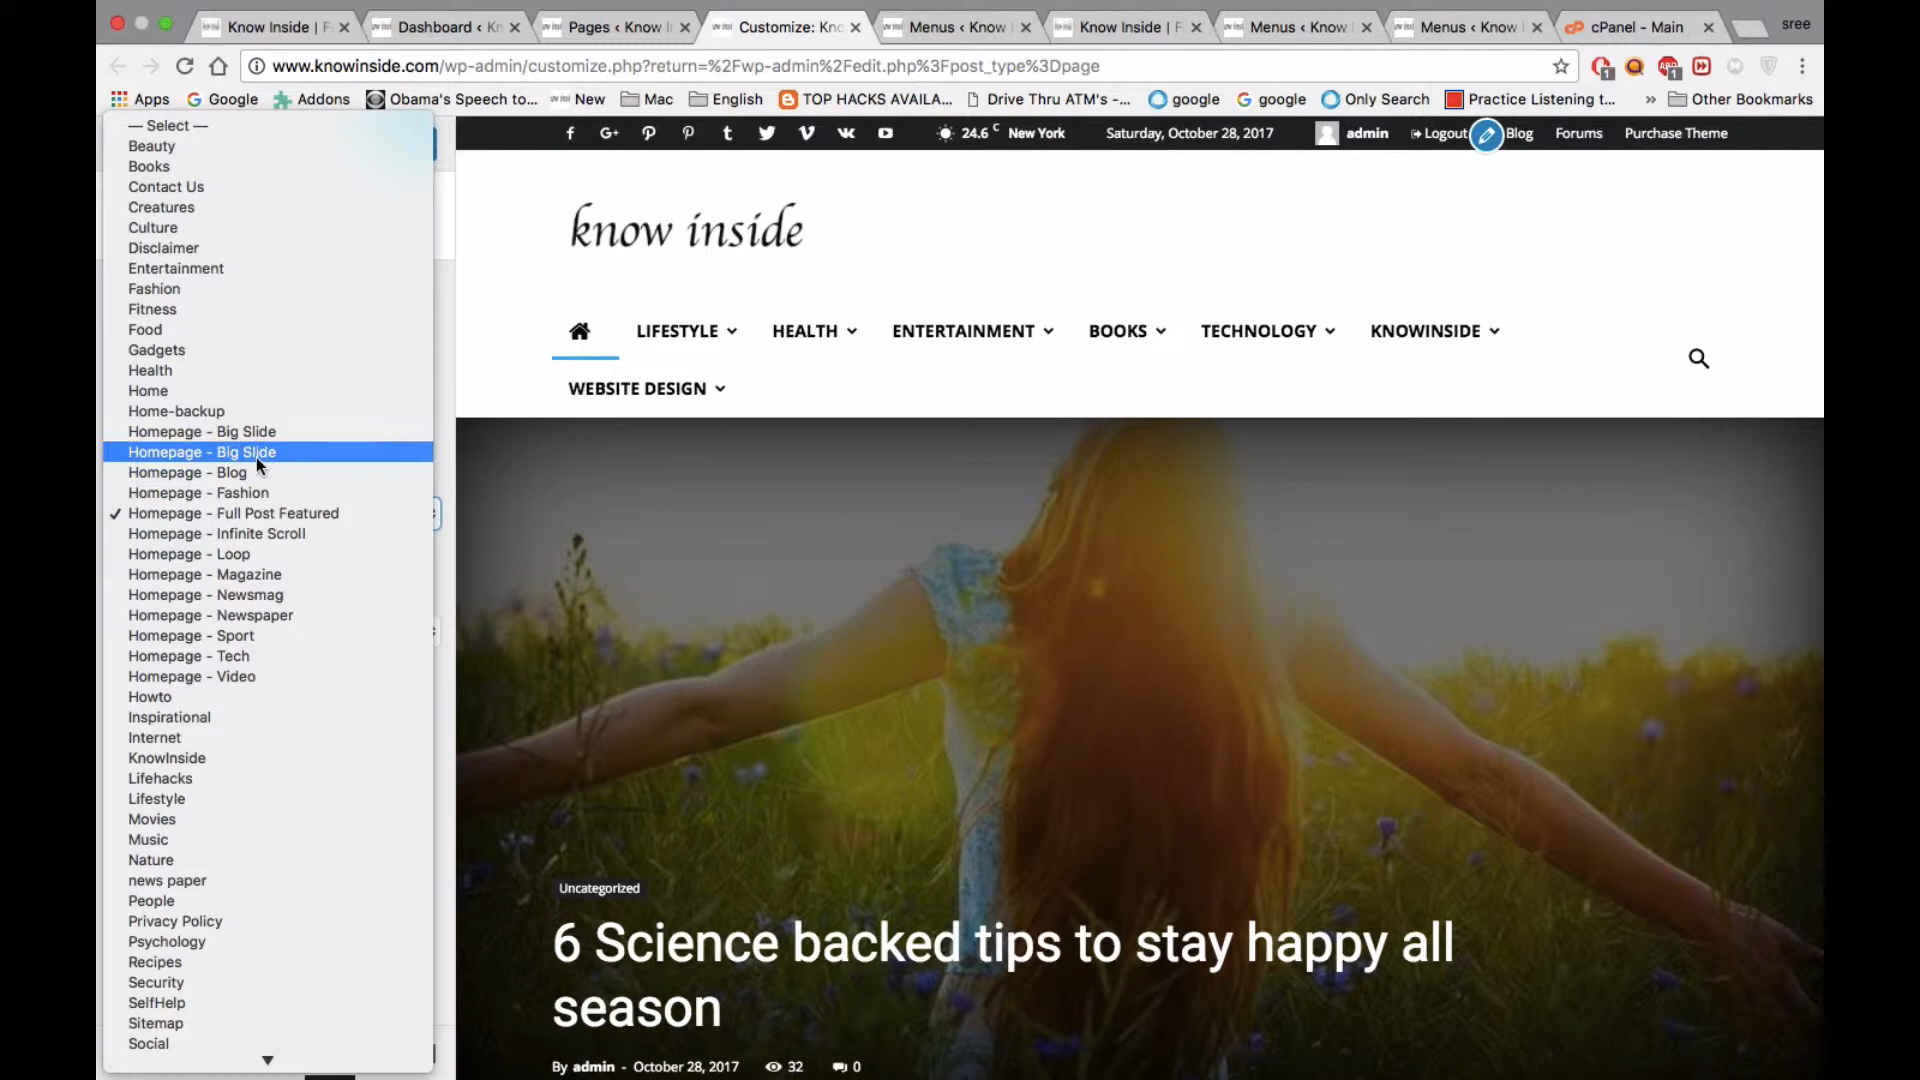 Know Inside | F
Dashboard ‹ Kn
Pages ‹ Know I
Customize: Kno
Menus ‹ Know I
Know Inside | F
Menus ‹ Know I
Menus ‹ Know I
cPanel - Main
sree
www.knowinside.com/wp-admin/customize.php?return=%2Fwp-admin%2Fedit.php%3Fpost_type%3Dpage
Apps Google Addons Obama's Speech to... New Mac English TOP HACKS AVAILA... Drive Thru ATM's -... google google Only Search Practice Listening t... » Other Bookmarks
24.6 C New York Saturday, October 28, 2017 admin Logout Blog Forums Purchase Theme
— Select —
Beauty
Books
Contact Us
Creatures
Culture
Disclaimer
Entertainment
Fashion
Fitness
Food
Gadgets
Health
Home
Home-backup
Homepage - Big Slide
Homepage - Big Slide
Homepage - Blog
Homepage - Fashion
✓ Homepage - Full Post Featured
Homepage - Infinite Scroll
Homepage - Loop
Homepage - Magazine
Homepage - Newsmag
Homepage - Newspaper
Homepage - Sport
Homepage - Tech
Homepage - Video
Howto
Inspirational
Internet
KnowInside
Lifehacks
Lifestyle
Movies
Music
Nature
news paper
People
Privacy Policy
Psychology
Recipes
Security
SelfHelp
Sitemap
Social
know inside
LIFESTYLE HEALTH ENTERTAINMENT BOOKS TECHNOLOGY KNOWINSIDE
WEBSITE DESIGN
Uncategorized
6 Science backed tips to stay happy all
season
By admin - October 28, 2017 32 0